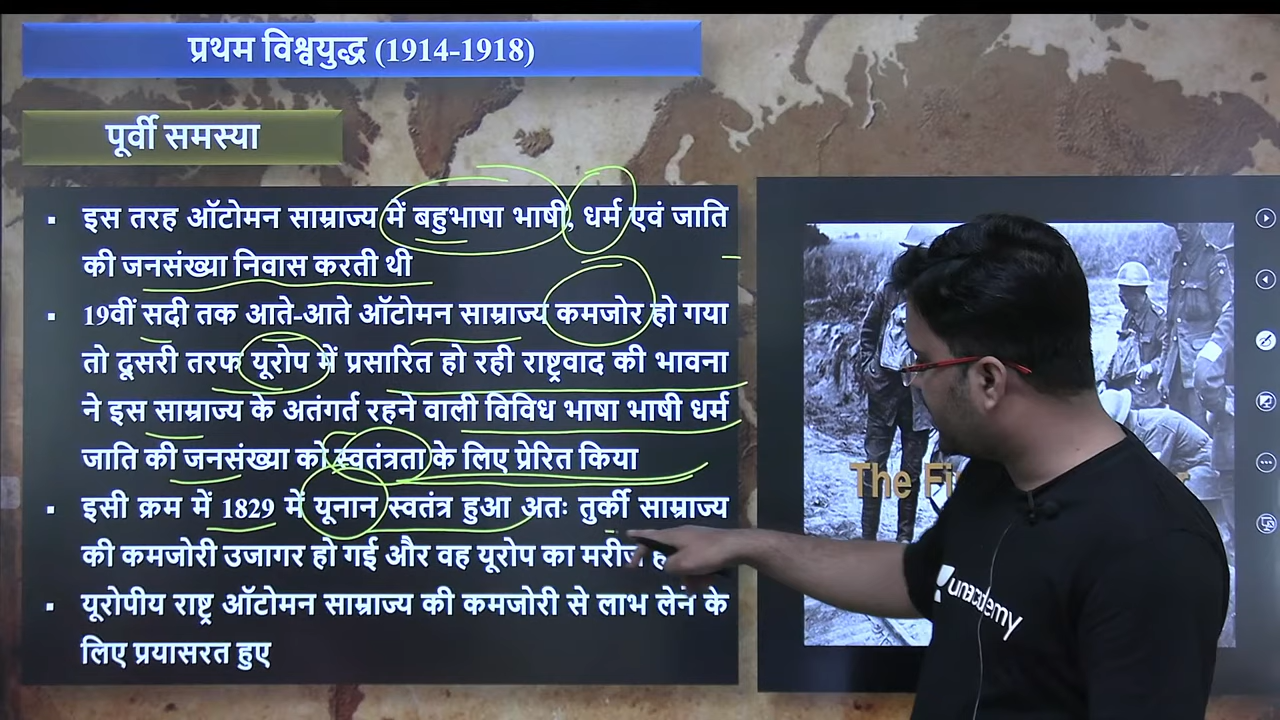 प्रथम विश्वयुद्ध (1914-1918)
पूर्वी समस्या
▪ इस तरह ऑटोमन साम्राज्य में बहुभाषा भाषी, धर्म एवं जाति
की जनसंख्या निवास करती थी
▪ 19वीं सदी तक आते-आते ऑटोमन साम्राज्य कमजोर हो गया
तो दूसरी तरफ यूरोप में प्रसारित हो रही राष्ट्रवाद की भावना
ने इस साम्राज्य के अतंगर्त रहने वाली विविध भाषा भाषी धर्म
जाति की जनसंख्या को स्वतंत्रता के लिए प्रेरित किया
▪ इसी क्रम में 1829 में यूनान स्वतंत्र हुआ अतः तुर्की साम्राज्य
की कमजोरी उजागर हो गई और वह यूरोप का मरीज
▪ यूरोपीय राष्ट्र ऑटोमन साम्राज्य की कमजोरी से लाभ लेने के
लिए प्रयासरत हुए
The
unacademy